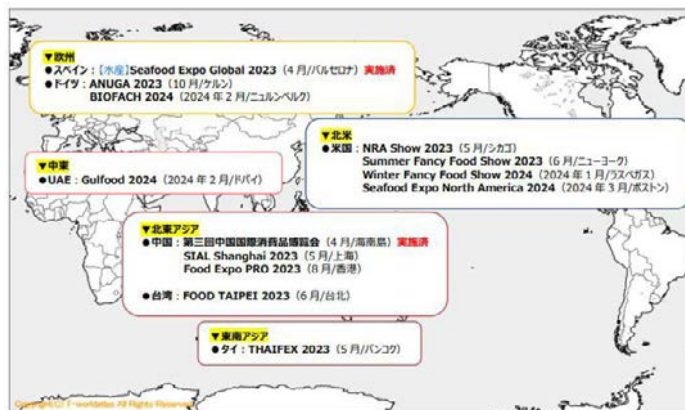 ▼欧州
●スペイン：【水産】Seafood Expo Global 2023（4月/バルセロナ）実施済
●ドイツ：ANUGA 2023（10月/ケルン）
BIOFACH 2024（2024年2月/ニュルンベルク）
▼北米
●米国：NRA Show 2023（5月/シカゴ）
Summer Fancy Food Show 2023（6月/ニューヨーク）
Winter Fancy Food Show 2024（2024年1月/ラスベガス）
Seafood Expo North America 2024（2024年3月/ボストン）
▼中東
●UAE：Gulfood 2024（2024年2月/ドバイ）
▼北東アジア
●中国：第三回中国国際消費品博覧会（4月/海南島）実施済
SIAL Shanghai 2023（5月/上海）
Food Expo PRO 2023（8月/香港）
●台湾：FOOD TAIPEI 2023（6月/台北）
▼東南アジア
●タイ：THAIFEX 2023（5月/バンコク）
Copyright(C) T-worldatlas All Rights Reserved